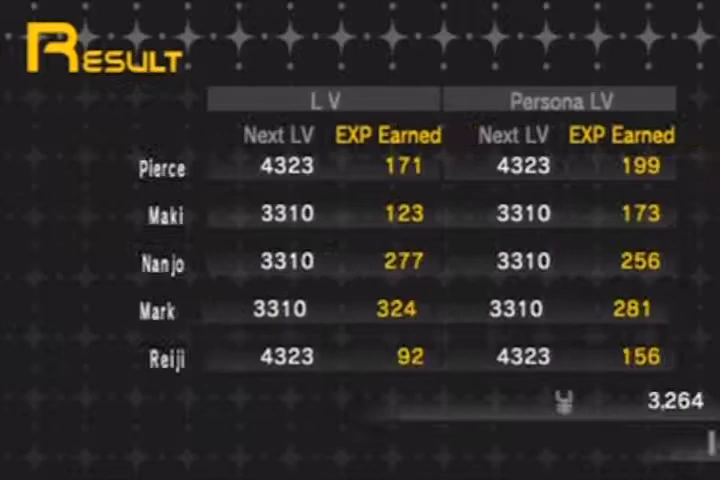 RESULT
LV Persona LV
Next LV EXP Earned Next LV EXP Earned
Pierce 4323 171 4323 199
Maki 3310 123 3310 173
Nanjo 3310 277 3310 256
Mark 3310 324 3310 281
Reiji 4323 92 4323 156
¥ 3,264